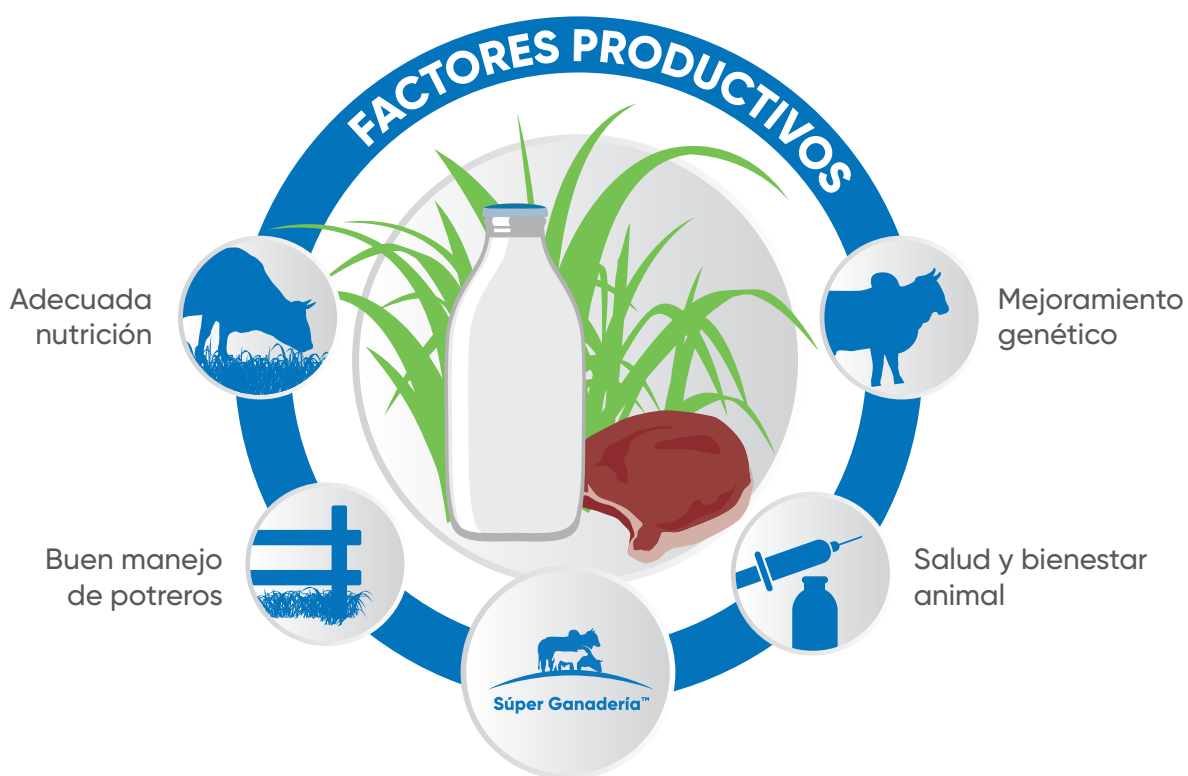 FACTORES PRODUCTIVOS
Adecuada
nutrición
Mejoramiento
genético
Buen manejo
de potreros
Salud y bienestar
animal
Súper Ganadería™